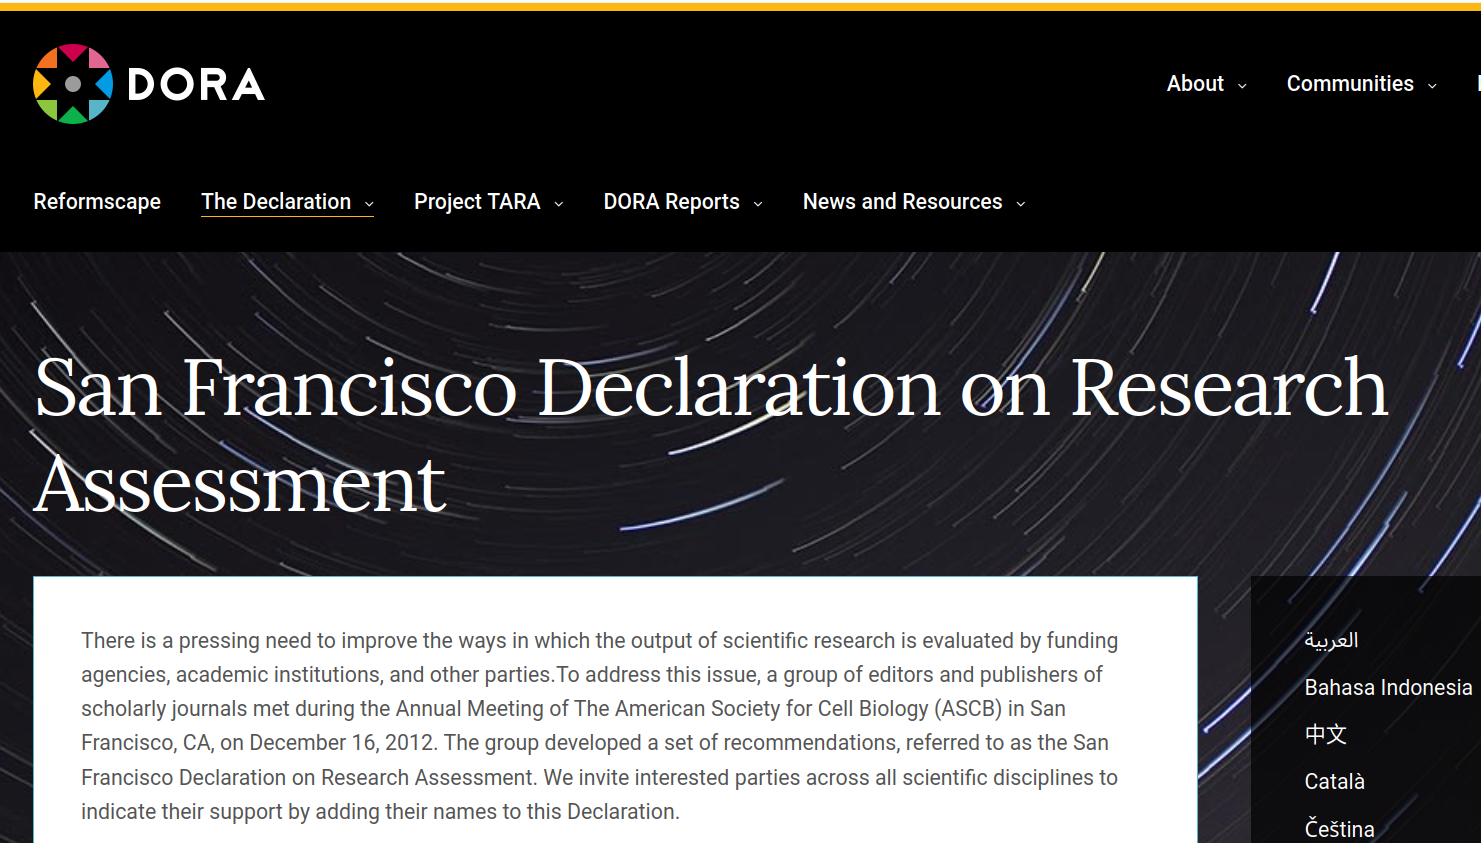 DORA
About
Communities
Reformscape
The Declaration
Project TARA
DORA Reports
News and Resources
San Francisco Declaration on Research
Assessment
There is a pressing need to improve the ways in which the output of scientific research is evaluated by funding
agencies, academic institutions, and other parties.To address this issue, a group of editors and publishers of
scholarly journals met during the Annual Meeting of The American Society for Cell Biology (ASCB) in San
Francisco, CA, on December 16, 2012. The group developed a set of recommendations, referred to as the San
Francisco Declaration on Research Assessment. We invite interested parties across all scientific disciplines to
indicate their support by adding their names to this Declaration.
العربية
Bahasa Indonesia
中文
Català
Čeština